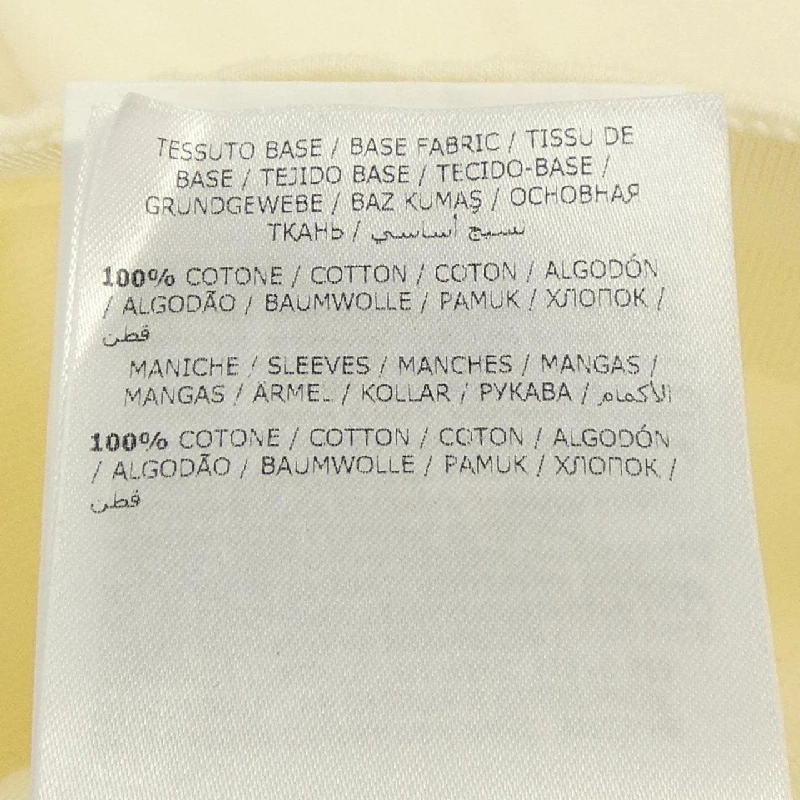 TESSUTO BASE / BASE FABRIC / TISSU DE
BASE / TEJIDO BASE / TECIDO-BASE /
GRUNDGEWEBE / BAZ KUMAŞ / ОСНОВНАЯ
ТКАНЬ / نسيج أساسي
100% COTONE / COTTON / COTON / ALGODÓN
/ ALGODÃO / BAUMWOLLE / PAMUK / ХЛОПОК /
قطن
MANICHE / SLEEVES / MANCHES / MANGAS /
MANGAS / ÄRMEL / KOLLAR / РУКАВА / الأكمام
100% COTONE / COTTON / COTON / ALGODÓN
/ ALGODÃO / BAUMWOLLE / PAMUK / ХЛОПОК /
قطن